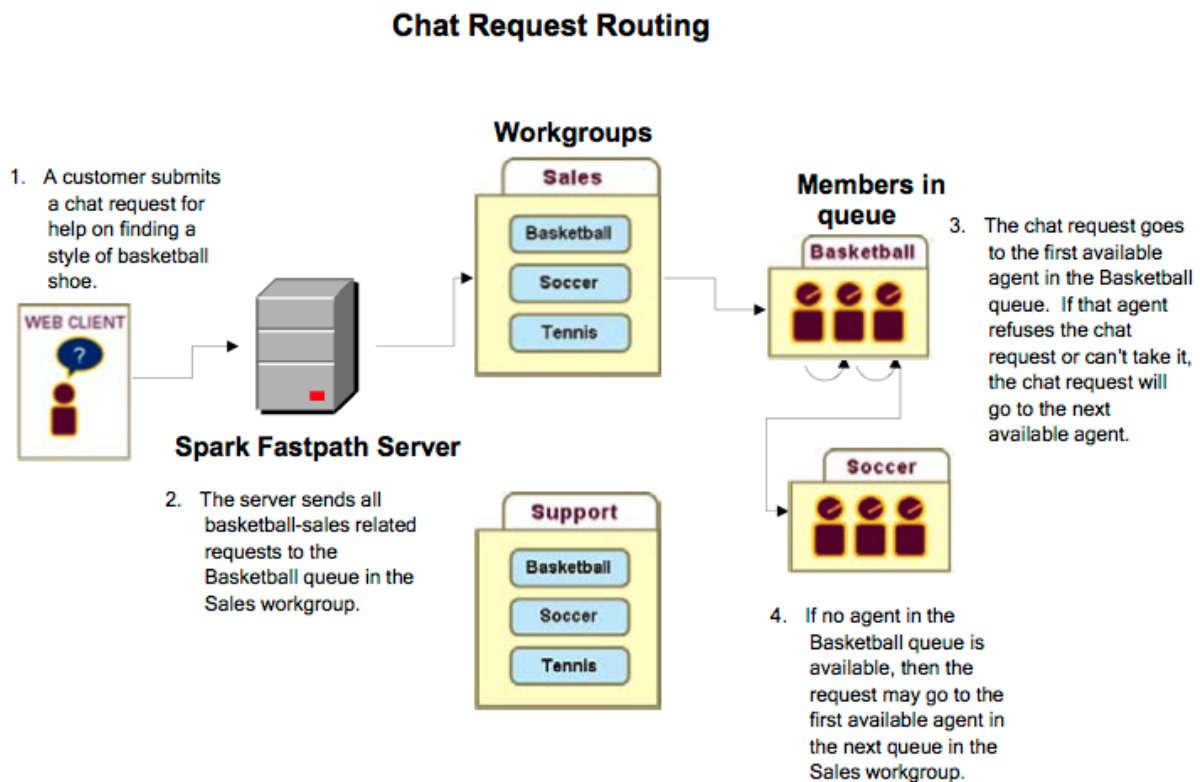 Chat Request Routing
1. A customer submits
a chat request for
help on finding a
style of basketball
shoe.
WEB CLIENT
?
Spark Fastpath Server
2. The server sends all
basketball-sales related
requests to the
Basketball queue in the
Sales workgroup.
Workgroups
Sales
Basketball
Soccer
Tennis
Support
Basketball
Soccer
Tennis
Members in
queue
Basketball
3. The chat request goes
to the first available
agent in the Basketball
queue. If that agent
refuses the chat
request or can't take it,
the chat request will
go to the next
available agent.
Soccer
4. If no agent in the
Basketball queue is
available, then the
request may go to the
first available agent in
the next queue in the
Sales workgroup.